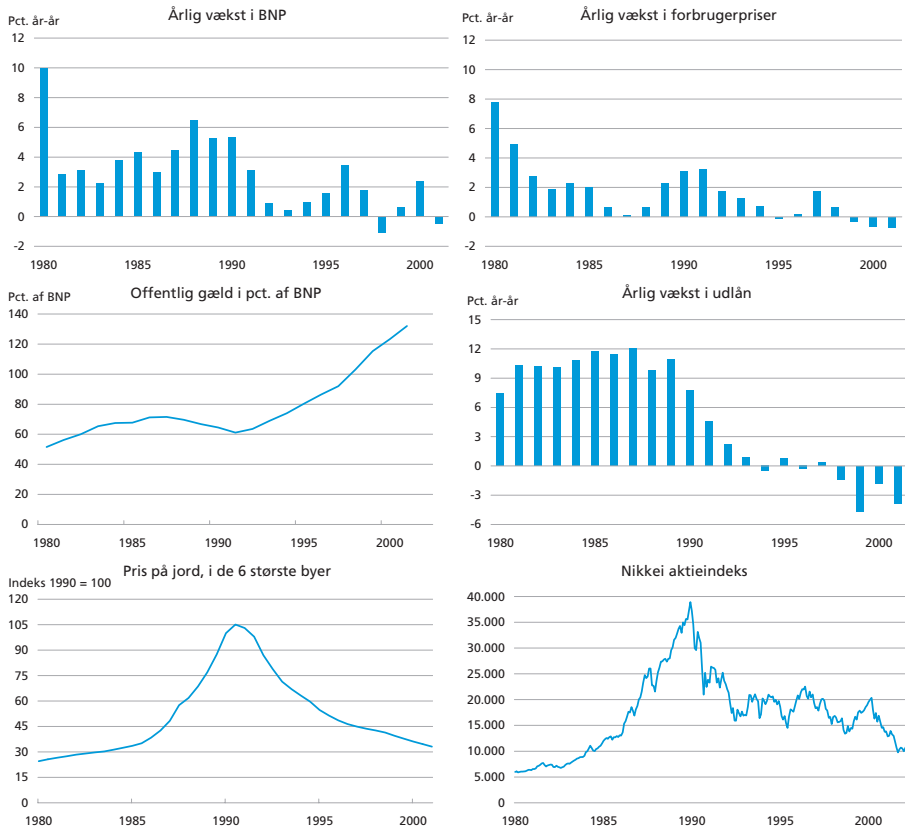 Årlig vækst i BNP
Pct. år-år
12
10
8
6
4
2
0
-2
1980 1985 1990 1995 2000
Årlig vækst i forbrugerpriser
Pct. år-år
12
10
8
6
4
2
0
-2
1980 1985 1990 1995 2000
Offentlig gæld i pct. af BNP
Pct. af BNP
140
120
100
80
60
40
20
0
1980 1985 1990 1995 2000
Årlig vækst i udlån
Pct. år-år
15
12
9
6
3
0
-3
-6
1980 1985 1990 1995 2000
Pris på jord, i de 6 største byer
Indeks 1990 = 100
120
105
90
75
60
45
30
15
0
1980 1985 1990 1995 2000
Nikkei aktieindeks
40.000
35.000
30.000
25.000
20.000
15.000
10.000
5.000
0
1980 1985 1990 1995 2000